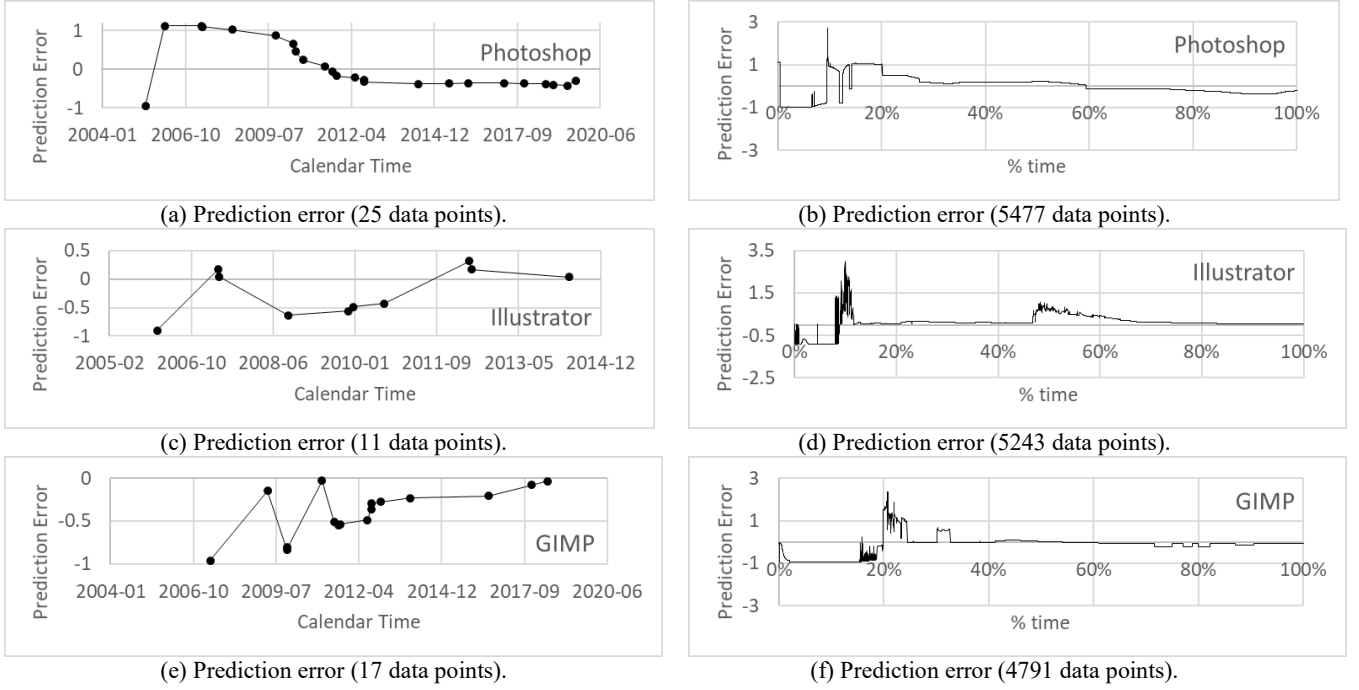 Prediction Error
1
0
-1
Photoshop
2004-01 2006-10 2009-07 2012-04 2014-12 2017-09 2020-06
Calendar Time
(a) Prediction error (25 data points).
Prediction Error
3
1
-1
-3
Photoshop
0% 20% 40% 60% 80% 100%
% time
(b) Prediction error (5477 data points).
Prediction Error
0.5
0
-0.5
-1
Illustrator
2005-02 2006-10 2008-06 2010-01 2011-09 2013-05 2014-12
Calendar Time
(c) Prediction error (11 data points).
Prediction Error
3.5
1.5
-0.5
-2.5
Illustrator
0% 20% 40% 60% 80% 100%
% time
(d) Prediction error (5243 data points).
Prediction Error
0
-0.5
-1
GIMP
2004-01 2006-10 2009-07 2012-04 2014-12 2017-09 2020-06
Calendar Time
(e) Prediction error (17 data points).
Prediction Error
3
1
-1
-3
GIMP
0% 20% 40% 60% 80% 100%
% time
(f) Prediction error (4791 data points).